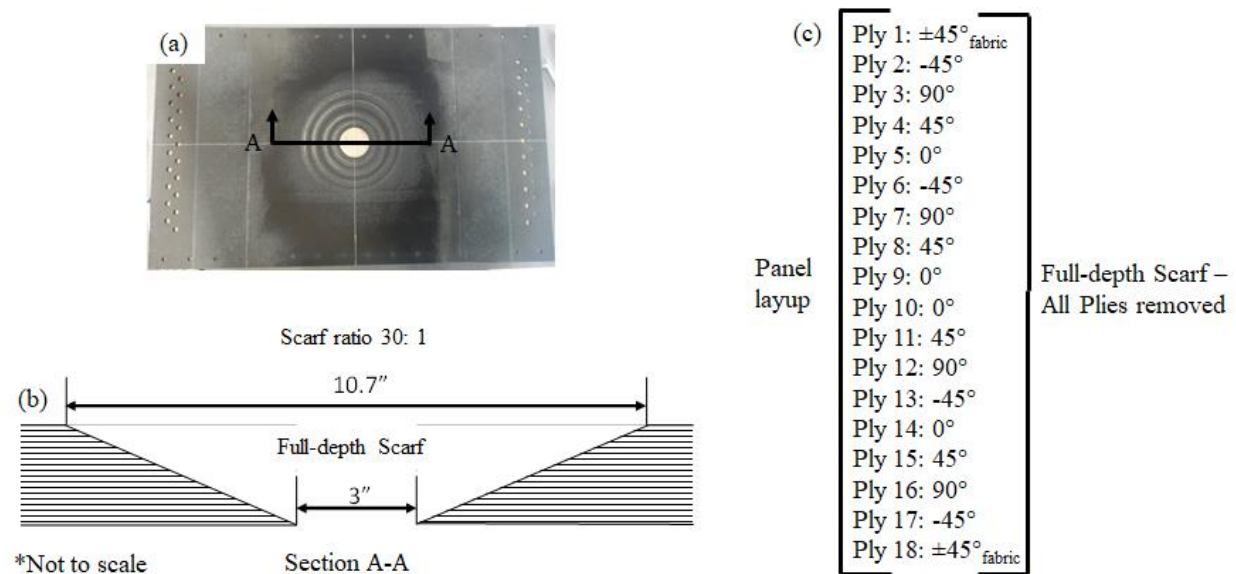 (a)
A
A
Scarf ratio 30: 1
(b)
10.7″
Full-depth Scarf
3″
*Not to scale
Section A-A
(c)
Panel
layup
Ply 1: ±45°fabric
Ply 2: -45°
Ply 3: 90°
Ply 4: 45°
Ply 5: 0°
Ply 6: -45°
Ply 7: 90°
Ply 8: 45°
Ply 9: 0°
Ply 10: 0°
Ply 11: 45°
Ply 12: 90°
Ply 13: -45°
Ply 14: 0°
Ply 15: 45°
Ply 16: 90°
Ply 17: -45°
Ply 18: ±45°fabric
Full-depth Scarf –
All Plies removed